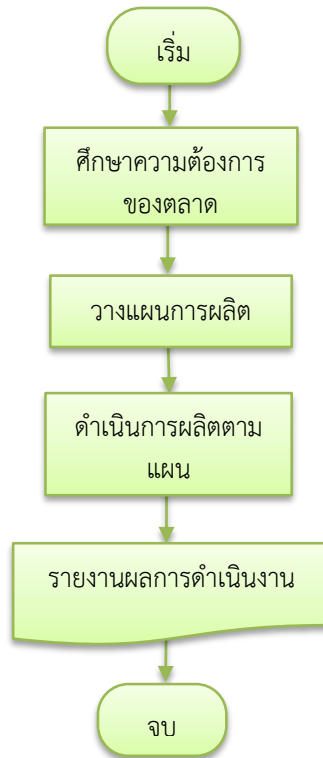 เริ่ม
ศึกษาความต้องการ
ของตลาด
วางแผนการผลิต
ดำเนินการผลิตตาม
แผน
รายงานผลการดำเนินงาน
จบ